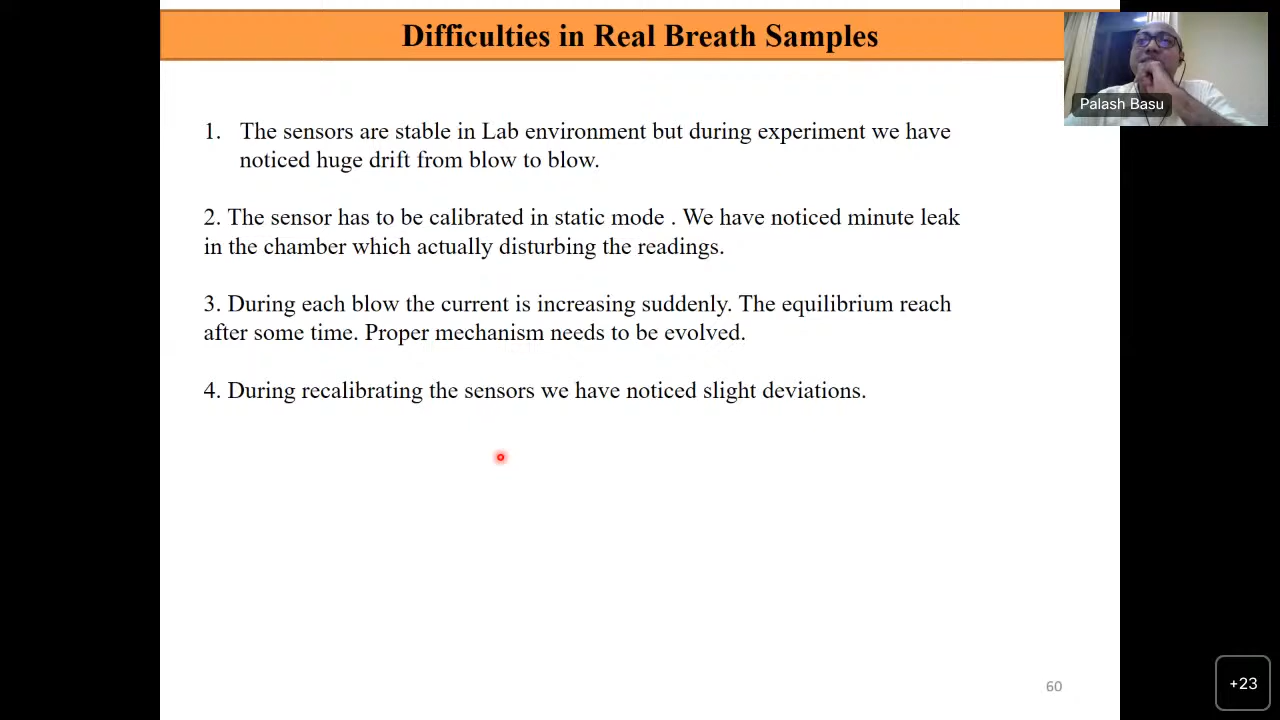 Difficulties in Real Breath Samples
Palash Basu
1. The sensors are stable in Lab environment but during experiment we have
noticed huge drift from blow to blow.
2. The sensor has to be calibrated in static mode . We have noticed minute leak
in the chamber which actually disturbing the readings.
3. During each blow the current is increasing suddenly. The equilibrium reach
after some time. Proper mechanism needs to be evolved.
4. During recalibrating the sensors we have noticed slight deviations.
60
+23